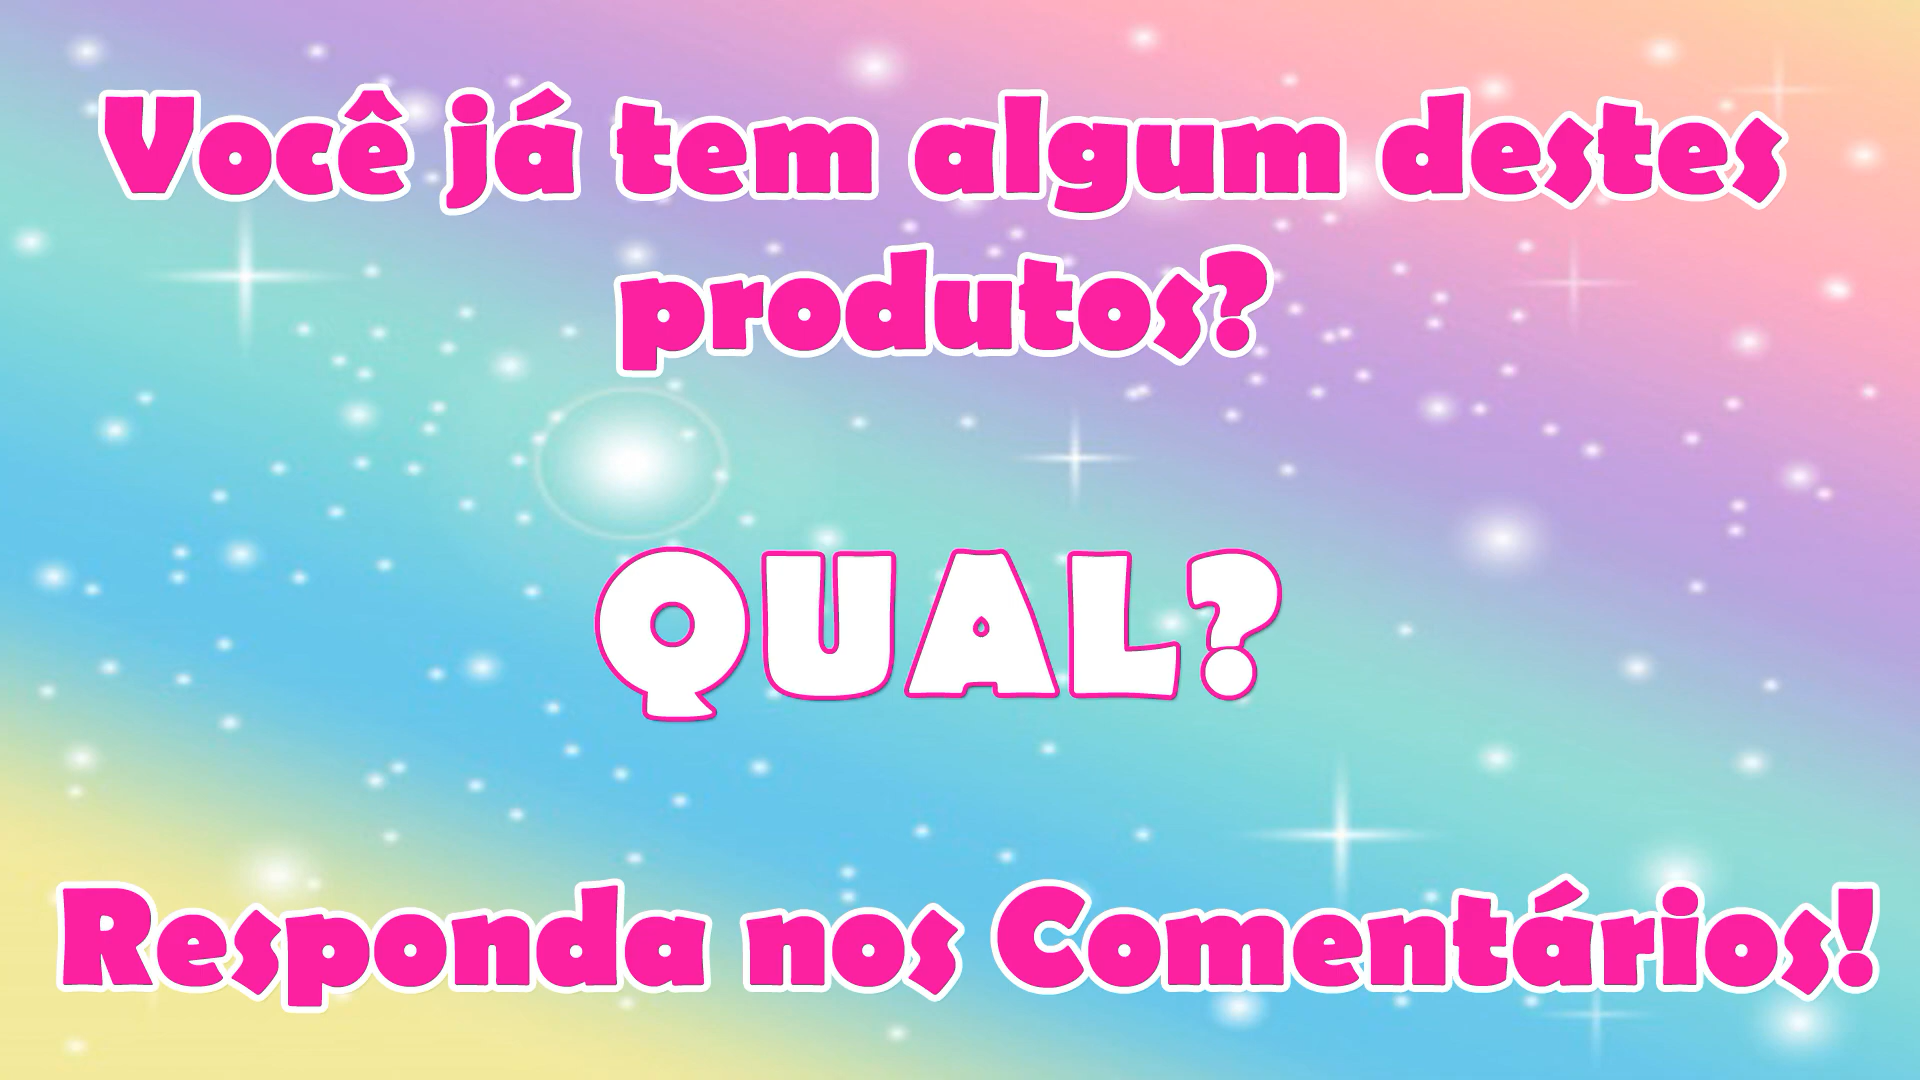 Você já tem algum destes
produtos?
QUAL?
Responda nos Comentários!